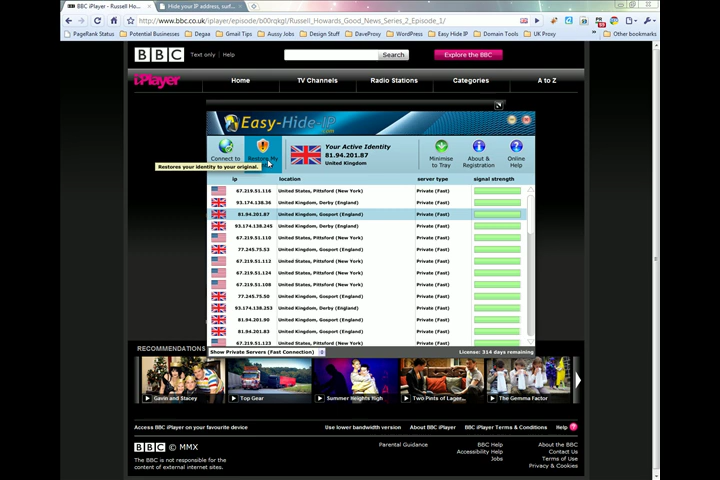 BBC iPlayer - Russell Ho...
Hide your IP address, surf...
http://www.bbc.co.uk/iplayer/episode/b00rqkgl/Russell_Howards_Good_News_Series_2_Episode_1/
PageRank Status
Potential Businesses
Degaa
Gmail Tips
Auto Jobs
Design Stuff
DaveProxy
WordPress
Easy Hide IP
Domain Tools
UK Proxy
Other bookmarks
BBC
Text only
Help
Search
Explore the BBC
iPlayer
Home
TV Channels
Radio Stations
Categories
A to Z
Easy-Hide-IP
.com
Connect to
Restore My
Your Active Identity
81.94.201.87
United Kingdom
Minimise to Tray
About & Registration
Online Help
Restores your identity to your original.
ip location server type signal strength
67.219.51.116 United States, Pittsford (New York) Private (Fast)
93.174.138.36 United Kingdom, Derby (England) Private (Fast)
81.94.201.87 United Kingdom, Gosport (England) Private (Fast)
93.174.138.245 United Kingdom, Derby (England) Private (Fast)
67.219.51.110 United States, Pittsford (New York) Private (Fast)
77.245.75.53 United Kingdom, Gosport (England) Private (Fast)
67.219.51.112 United States, Pittsford (New York) Private (Fast)
67.219.51.124 United States, Pittsford (New York) Private (Fast)
67.219.51.108 United States, Pittsford (New York) Private (Fast)
77.245.75.50 United Kingdom, Gosport (England) Private (Fast)
93.174.138.253 United Kingdom, Derby (England) Private (Fast)
81.94.201.90 United Kingdom, Gosport (England) Private (Fast)
81.94.201.83 United Kingdom, Gosport (England) Private (Fast)
67.219.51.123 United States, Pittsford (New York) Private (Fast)
Show Private Servers (Fast Connection)
License: 314 days remaining
RECOMMENDATIONS
Gavin and Stacey
Top Gear
Summer Heights High
Two Pints of Lager...
The Gemma Factor
Access BBC iPlayer on your favourite device
Use lower bandwidth version
About BBC iPlayer
BBC iPlayer Terms & Conditions
Help ?
BBC © MMX
The BBC is not responsible for the
content of external internet sites.
Parental Guidance
BBC Help
Accessibility Help
Jobs
About the BBC
Contact Us
Terms of Use
Privacy & Cookies